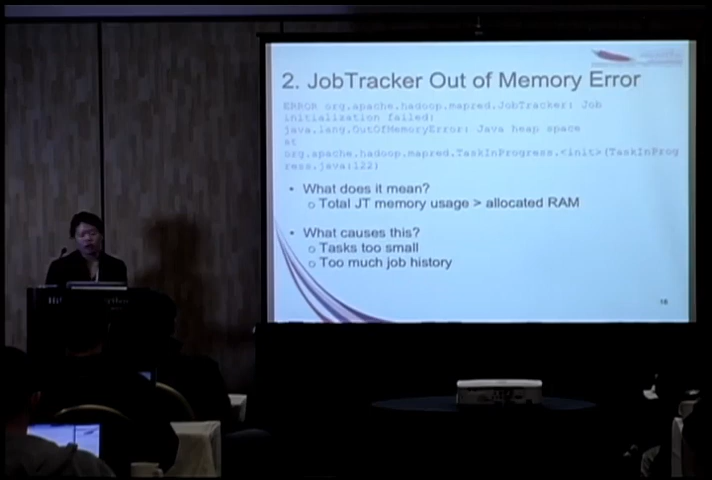 2. JobTracker Out of Memory Error
ERROR org.apache.hadoop.mapred.JobTracker: Job
initialization failed:
java.lang.OutOfMemoryError: Java heap space
at
org.apache.hadoop.mapred.TaskInProgress.<init>(TaskInProg
ress.java:122)
• What does it mean?
o Total JT memory usage > allocated RAM
• What causes this?
o Tasks too small
o Too much job history